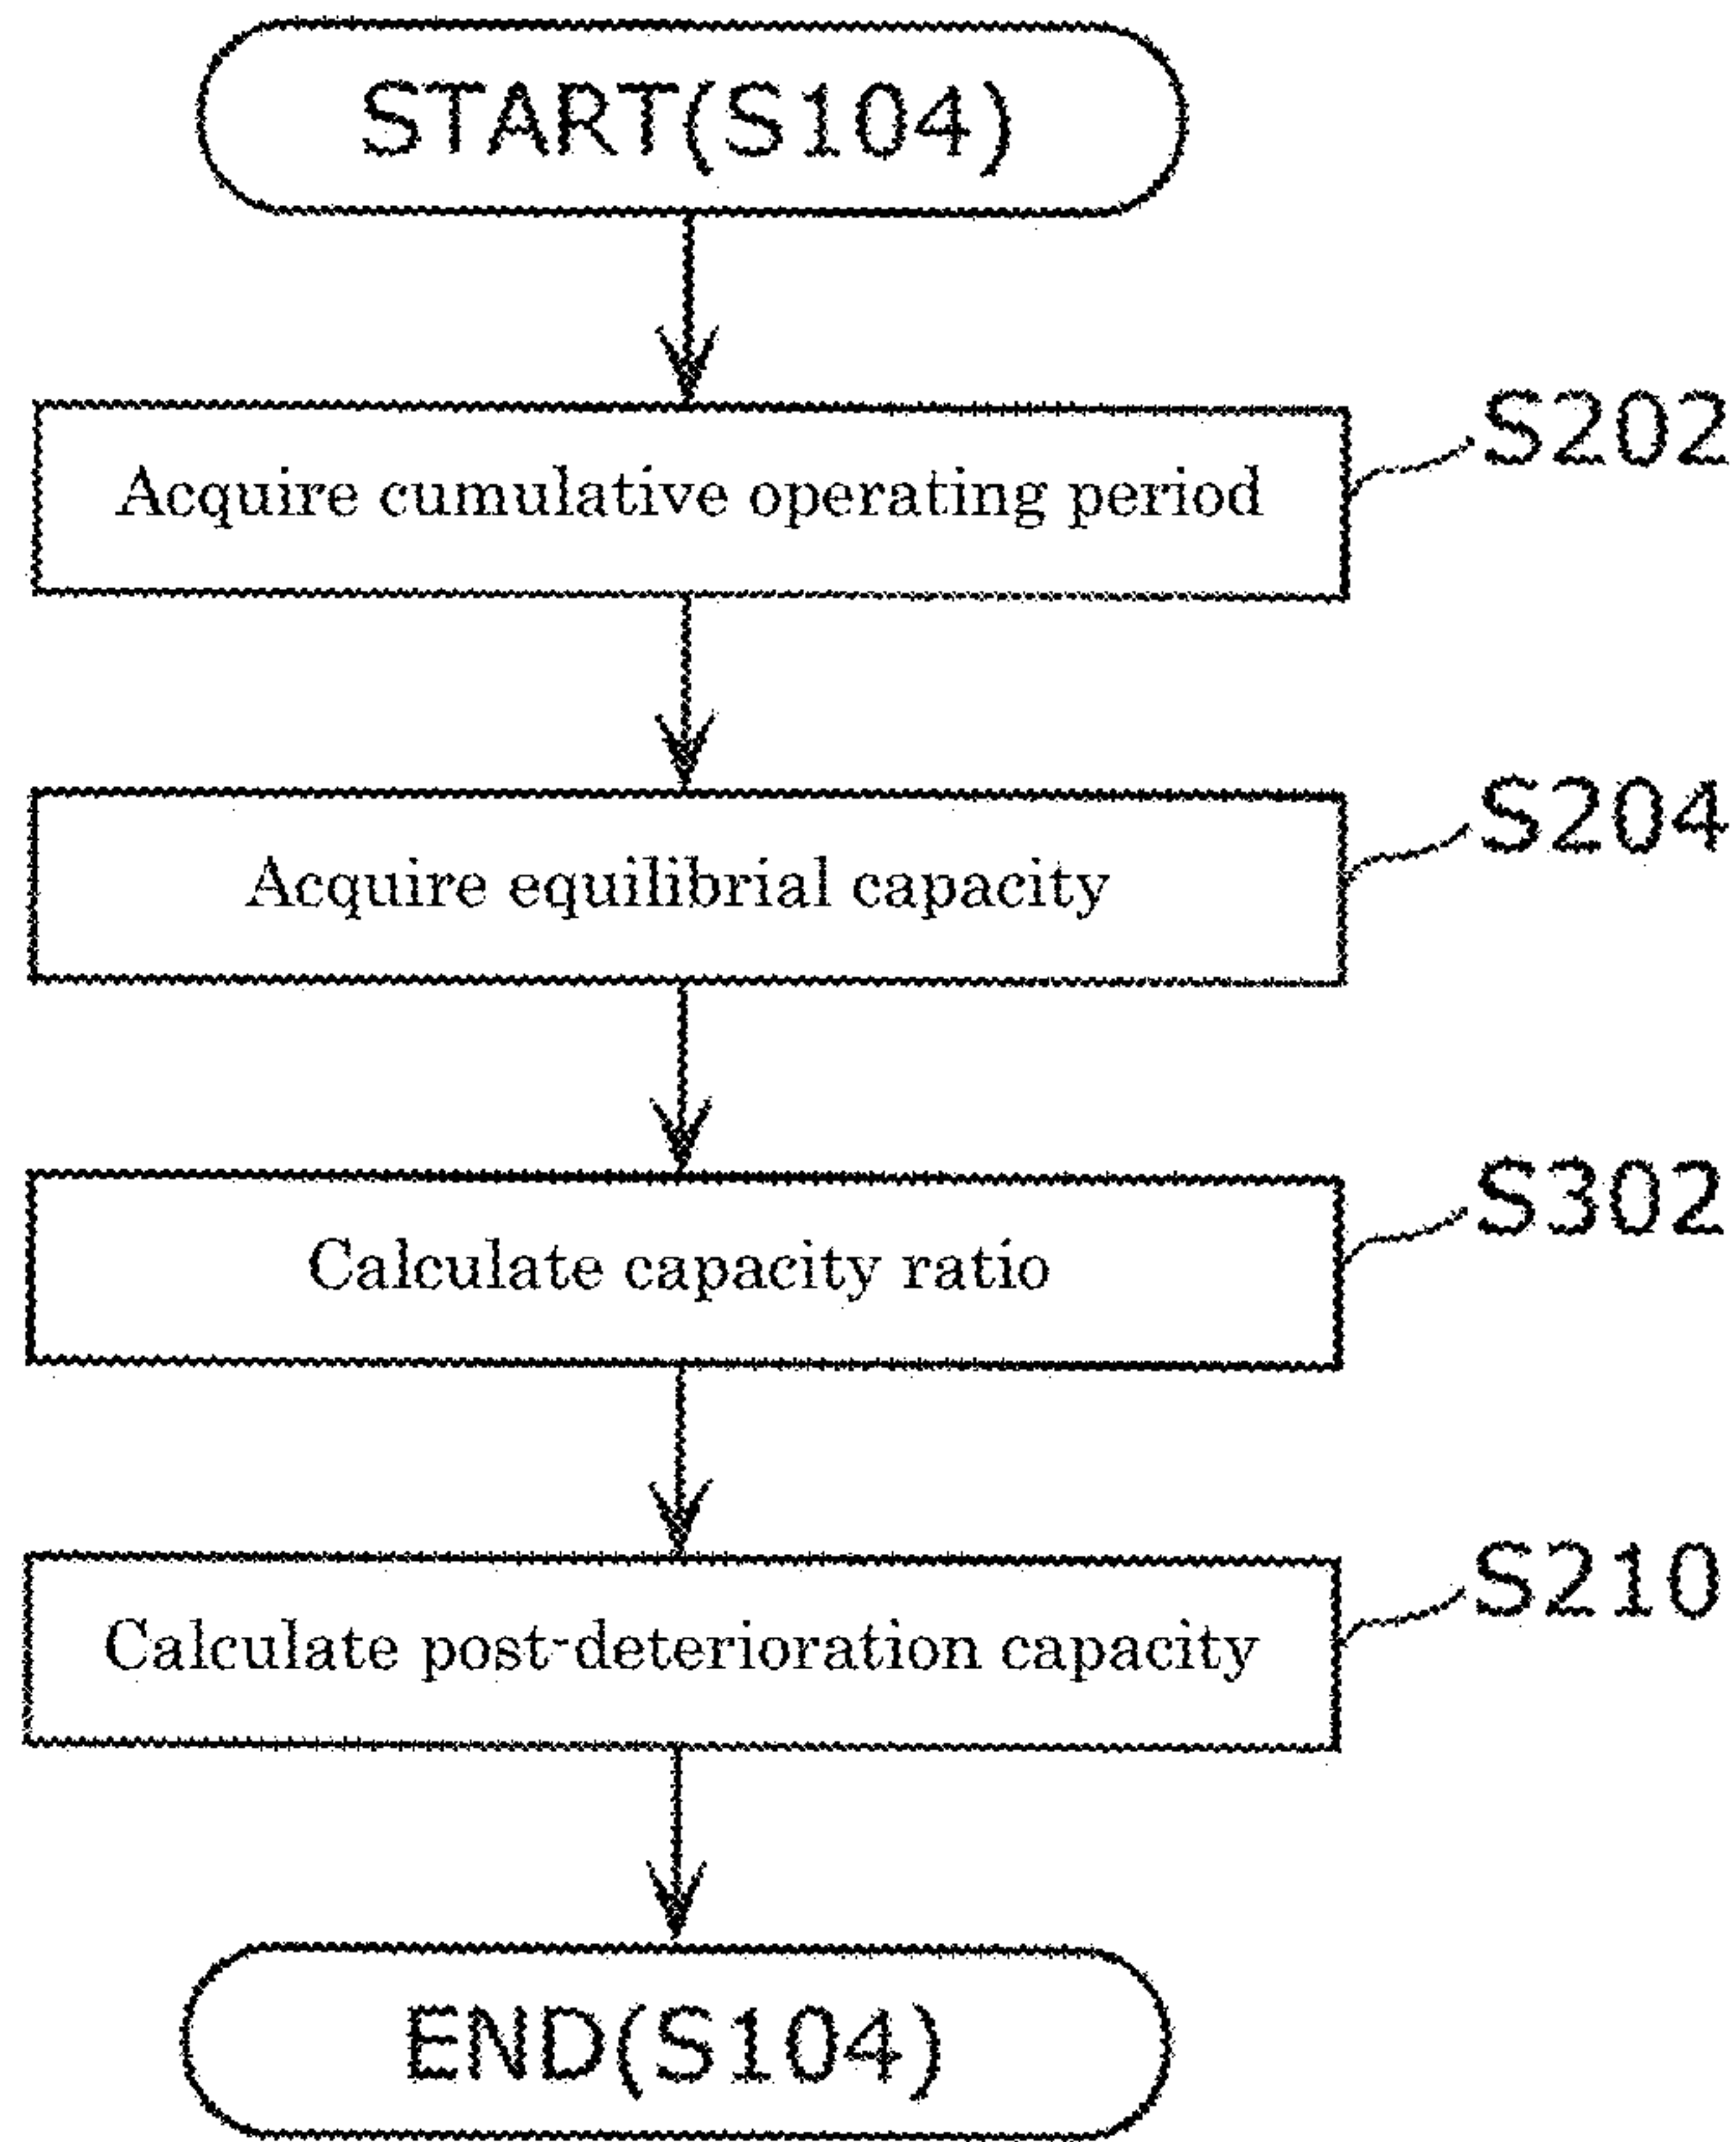 START(S104)
Acquire cumulative operating period
S202
Acquire equilibrial capacity
S204
Calculate capacity ratio
S302
Calculate post-deterioration capacity
S210
END(S104)